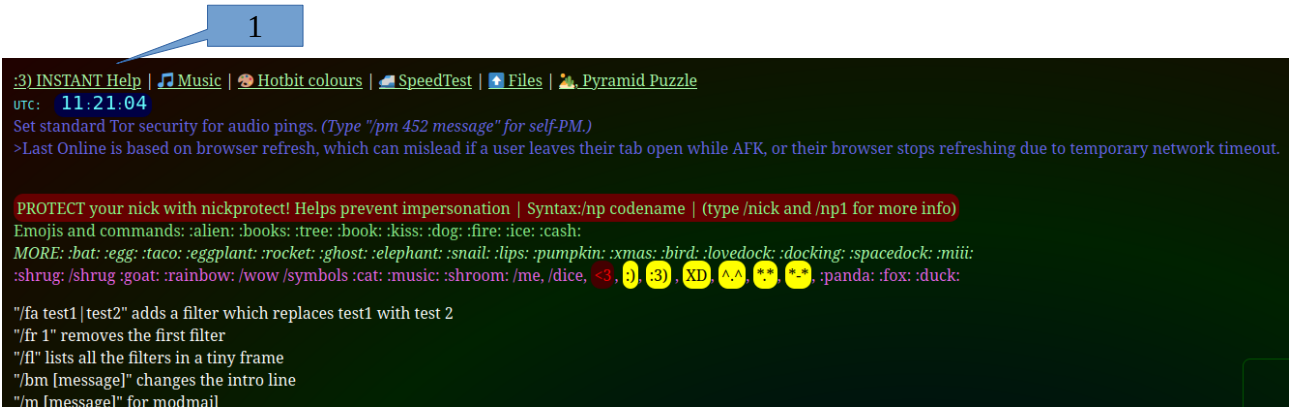 1
:3) INSTANT Help | 🎵 Music | 🎨 Hotbit colours | 🚄 SpeedTest | ⬆️ Files | Pyramid Puzzle
UTC: 11:21:04
Set standard Tor security for audio pings. (Type "/pm 452 message" for self-PM.)
>Last Online is based on browser refresh, which can mislead if a user leaves their tab open while AFK, or their browser stops refreshing due to temporary network timeout.
PROTECT your nick with nickprotect! Helps prevent impersonation | Syntax:/np codename | (type /nick and /np1 for more info)
Emojis and commands: :alien: :books: :tree: :book: :kiss: :dog: :fire: :ice: :cash:
MORE: :bat: :egg: :taco: :eggplant: :rocket: :ghost: :elephant: :snail: :lips: :pumpkin: :xmas: :bird: :lovedock: :docking: :spacedock: :miii:
:shrug: /shrug :goat: :rainbow: /wow /symbols :cat: :music: :shroom: /me, /dice, <3, :), :3) , XD, ^.^, *.*, *-*, :panda: :fox: :duck:
"/fa test1|test2" adds a filter which replaces test1 with test 2
"/fr 1" removes the first filter
"/fl" lists all the filters in a tiny frame
"/bm [message]" changes the intro line
"/m [message]" for modmail